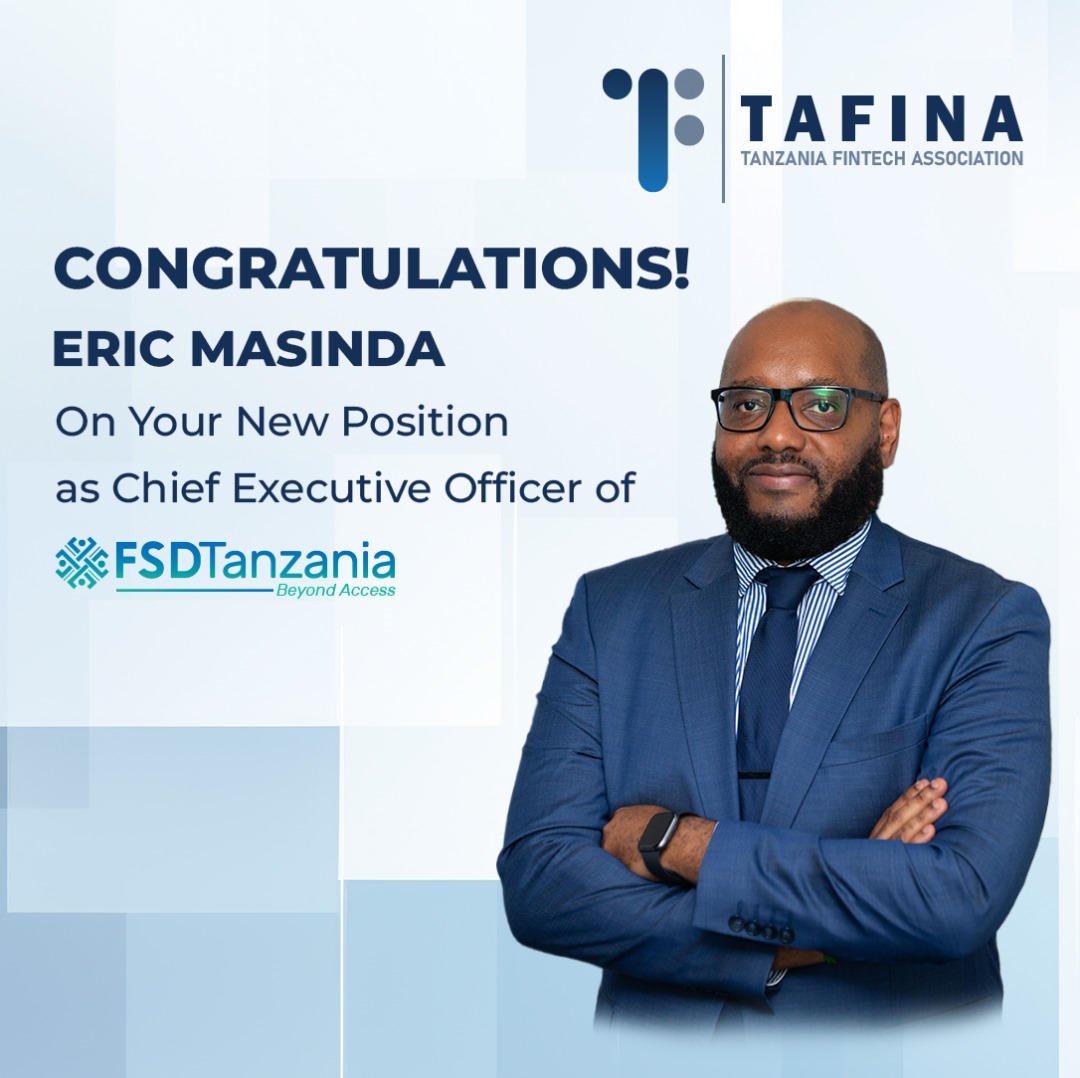 TAFINA
TANZANIA FINTECH ASSOCIATION
CONGRATULATIONS!
ERIC MASINDA
On Your New Position
as Chief Executive Officer of
FSDTanzania
Beyond Access